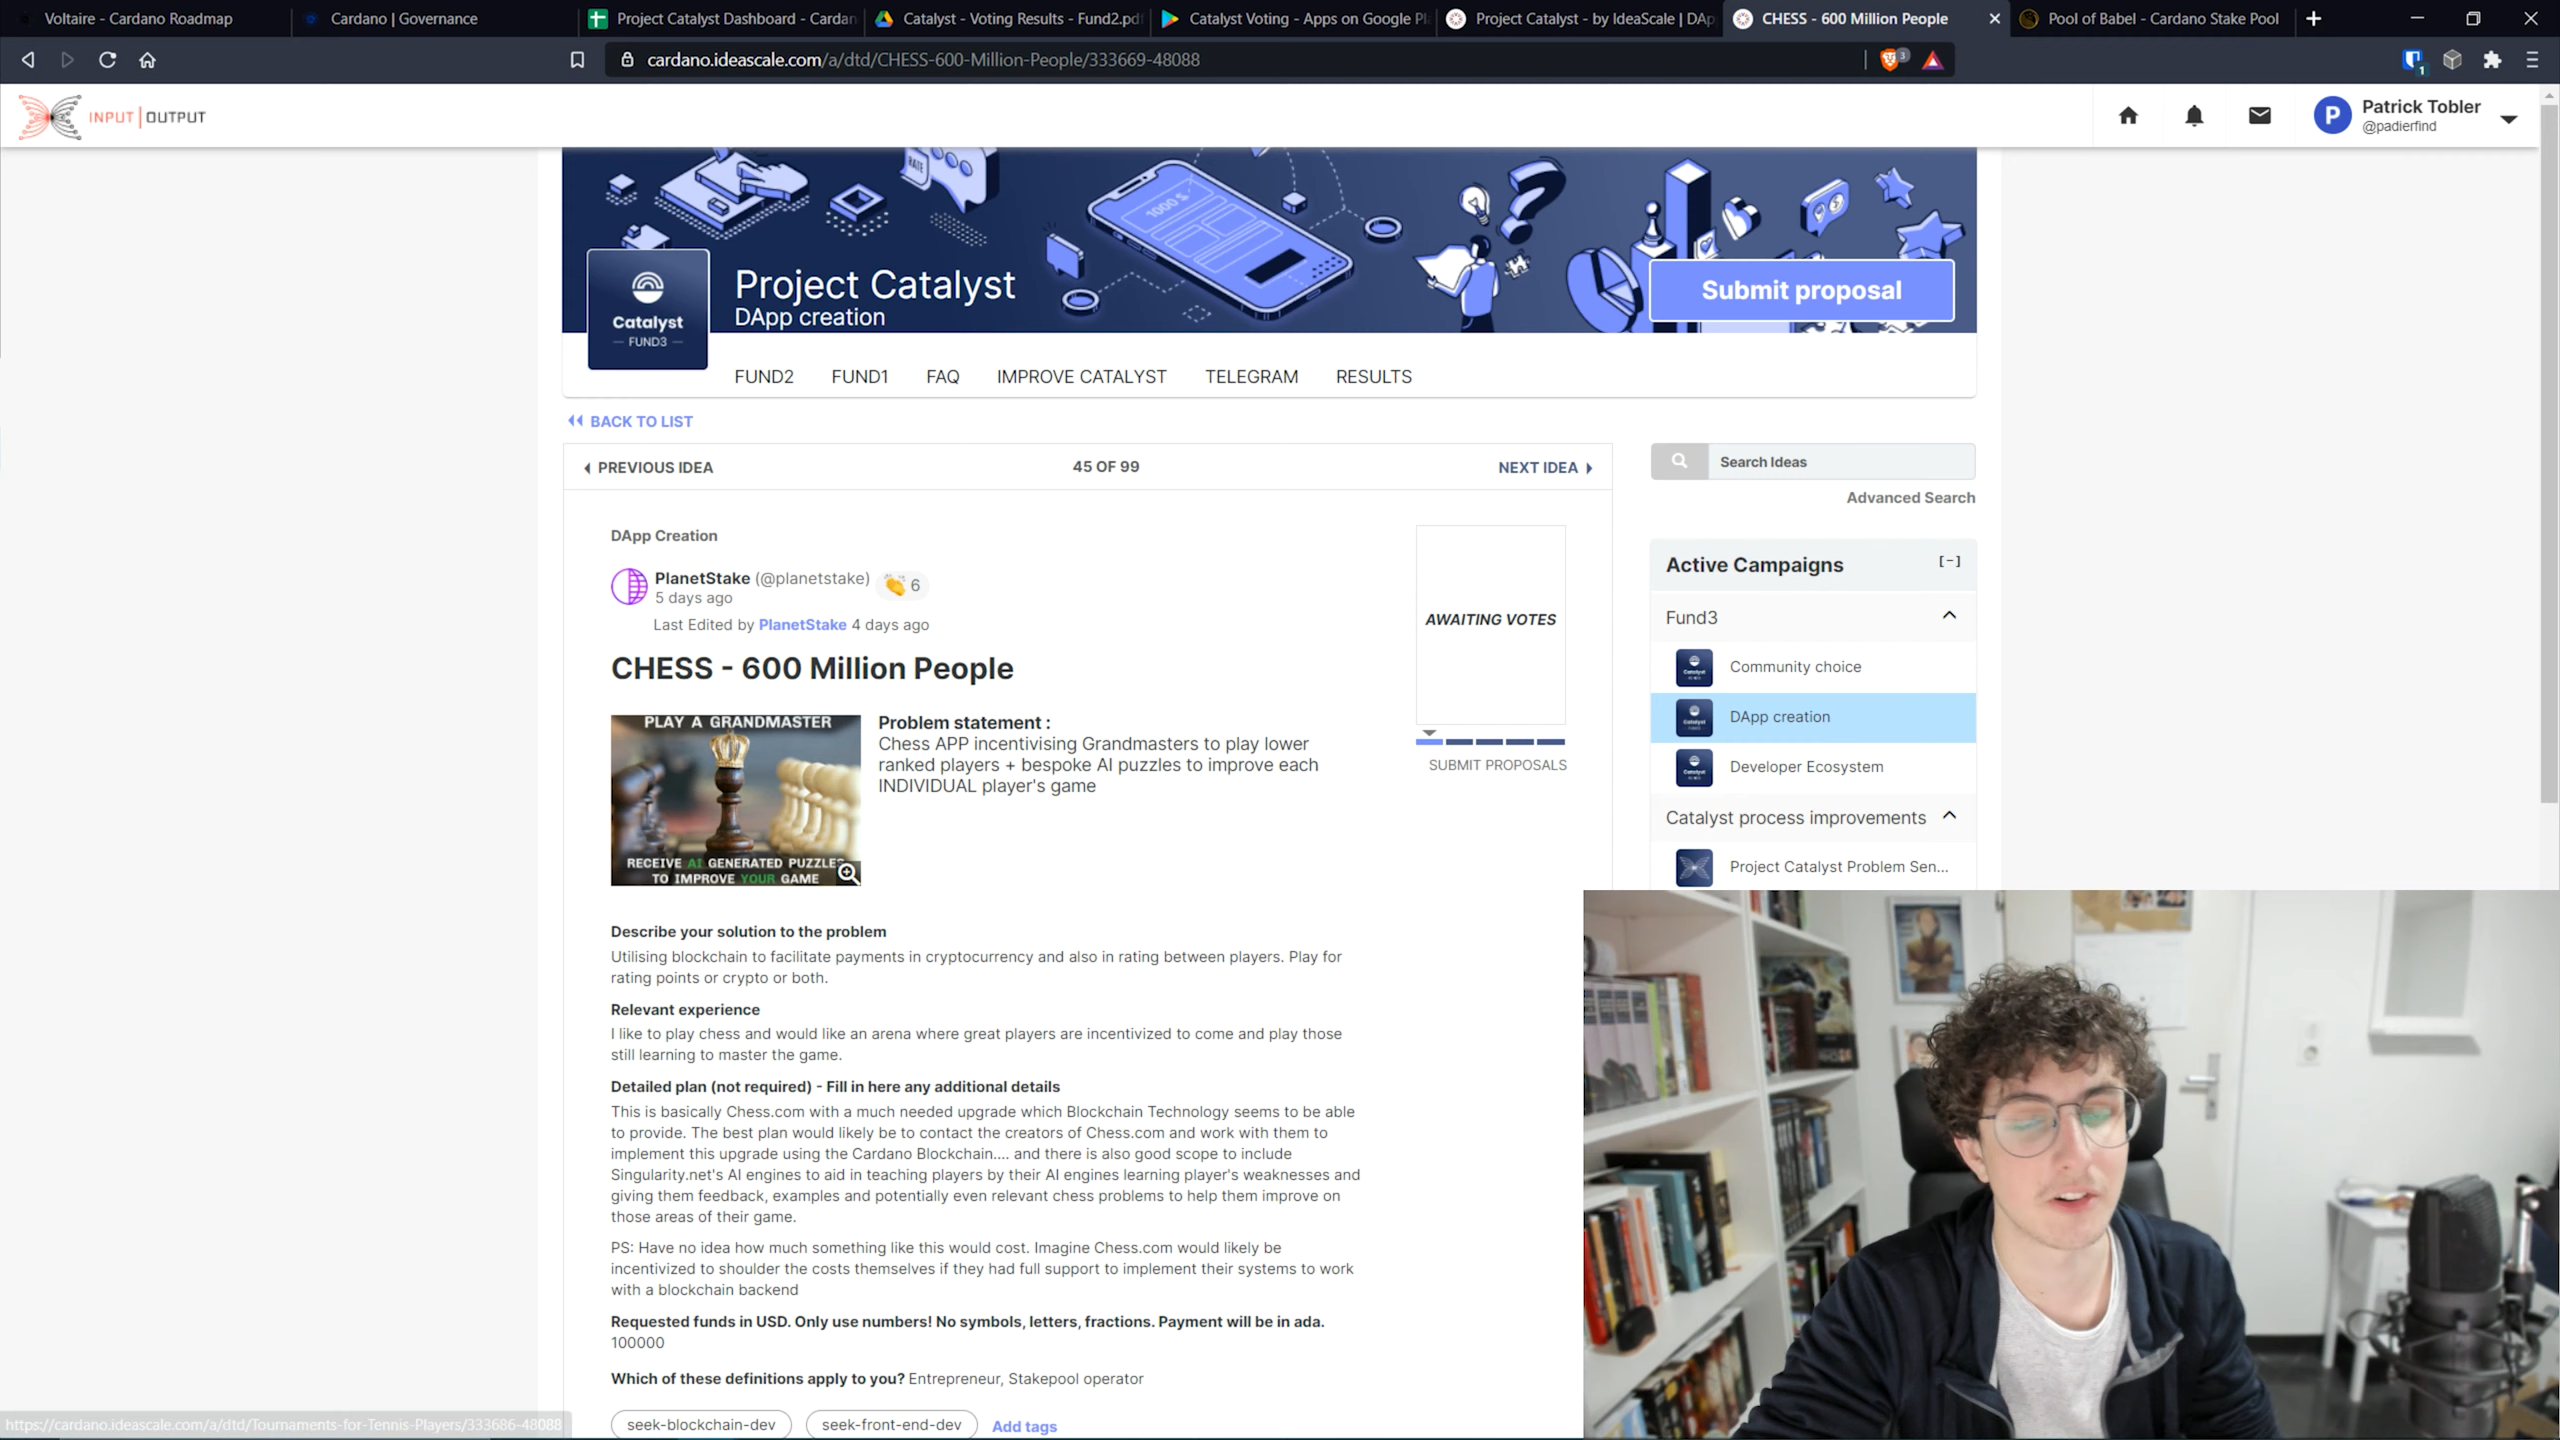 Voltaire - Cardano Roadmap
Cardano | Governance
Project Catalyst Dashboard - Cardan
Catalyst - Voting Results - Fund2.pdf
Catalyst Voting - Apps on Google Pl
Project Catalyst - by IdeaScale | DAp
CHESS - 600 Million People
Pool of Babel - Cardano Stake Pool
cardano.ideascale.com/a/dtd/CHESS-600-Million-People/333669-48088
3
1
INPUT | OUTPUT
P
Patrick Tobler
@padierfind
RATE
1000 $
Project Catalyst
DApp creation
Submit proposal
Catalyst
— FUND3 —
FUND2
FUND1
FAQ
IMPROVE CATALYST
TELEGRAM
RESULTS
BACK TO LIST
PREVIOUS IDEA
45 OF 99
NEXT IDEA
Search Ideas
Advanced Search
DApp Creation
PlanetStake (@planetstake)
6
5 days ago
Last Edited by PlanetStake 4 days ago
AWAITING VOTES
SUBMIT PROPOSALS
CHESS - 600 Million People
PLAY A GRANDMASTER
RECEIVE AI GENERATED PUZZLES
TO IMPROVE YOUR GAME
Problem statement :
Chess APP incentivising Grandmasters to play lower
ranked players + bespoke AI puzzles to improve each
INDIVIDUAL player's game
Active Campaigns
[-]
Fund3
Community choice
DApp creation
Developer Ecosystem
Catalyst process improvements
Project Catalyst Problem Sen...
Describe your solution to the problem
Utilising blockchain to facilitate payments in cryptocurrency and also in rating between players. Play for
rating points or crypto or both.
Relevant experience
I like to play chess and would like an arena where great players are incentivized to come and play those
still learning to master the game.
Detailed plan (not required) - Fill in here any additional details
This is basically Chess.com with a much needed upgrade which Blockchain Technology seems to be able
to provide. The best plan would likely be to contact the creators of Chess.com and work with them to
implement this upgrade using the Cardano Blockchain.... and there is also good scope to include
Singularity.net's AI engines to aid in teaching players by their AI engines learning player's weaknesses and
giving them feedback, examples and potentially even relevant chess problems to help them improve on
those areas of their game.
PS: Have no idea how much something like this would cost. Imagine Chess.com would likely be
incentivized to shoulder the costs themselves if they had full support to implement their systems to work
with a blockchain backend
Requested funds in USD. Only use numbers! No symbols, letters, fractions. Payment will be in ada.
100000
Which of these definitions apply to you? Entrepreneur, Stakepool operator
seek-blockchain-dev
seek-front-end-dev
Add tags
https://cardano.ideascale.com/a/dtd/Tournaments-for-Tennis-Players/333686-48088